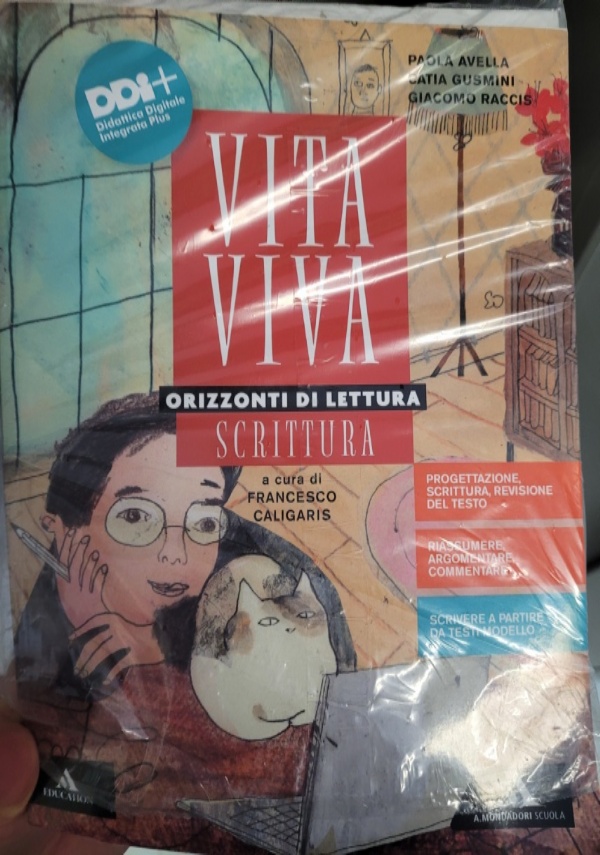 PAOLA AVELLA
CATIA GUSMINI
GIACOMO RACCIS
DDI+
Didattica Digitale
Integrata Plus
VITA
VIVA
ORIZZONTI DI LETTURA
SCRITTURA
a cura di
FRANCESCO
CALIGARIS
PROGETTAZIONE,
SCRITTURA, REVISIONE
DEL TESTO
RIASSUMERE,
ARGOMENTARE,
COMMENTARE
SCRIVERE A PARTIRE
DA TESTI MODELLO
EDUCATION
A. MONDADORI SCUOLA